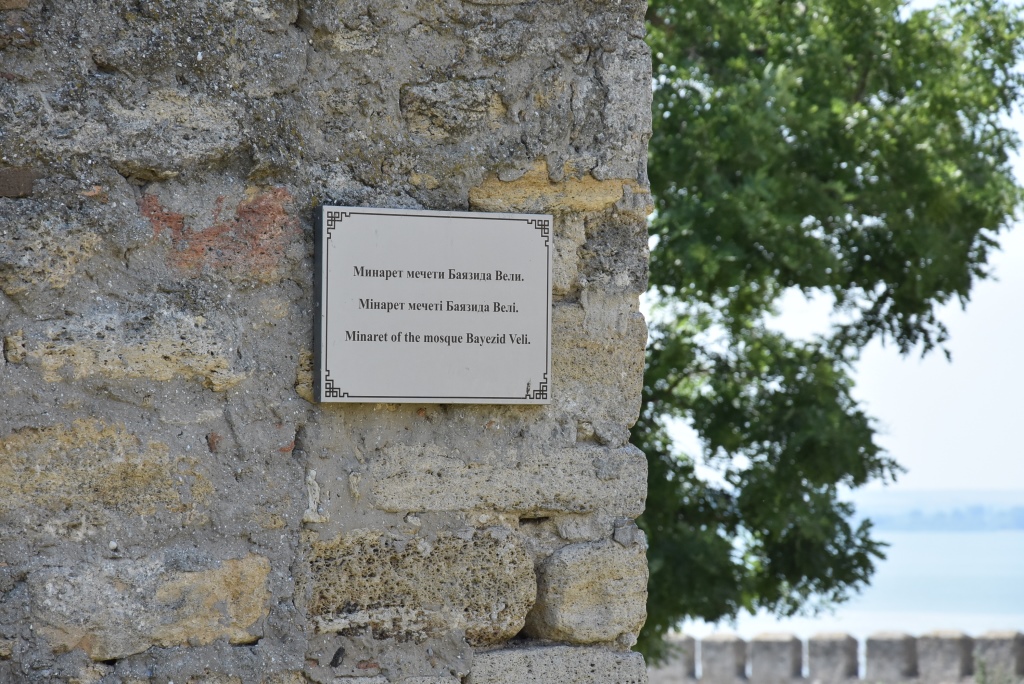 Минарет мечети Баязида Вели.
Мінарет мечеті Баязида Велі.
Minaret of the mosque Bayezid Veli.